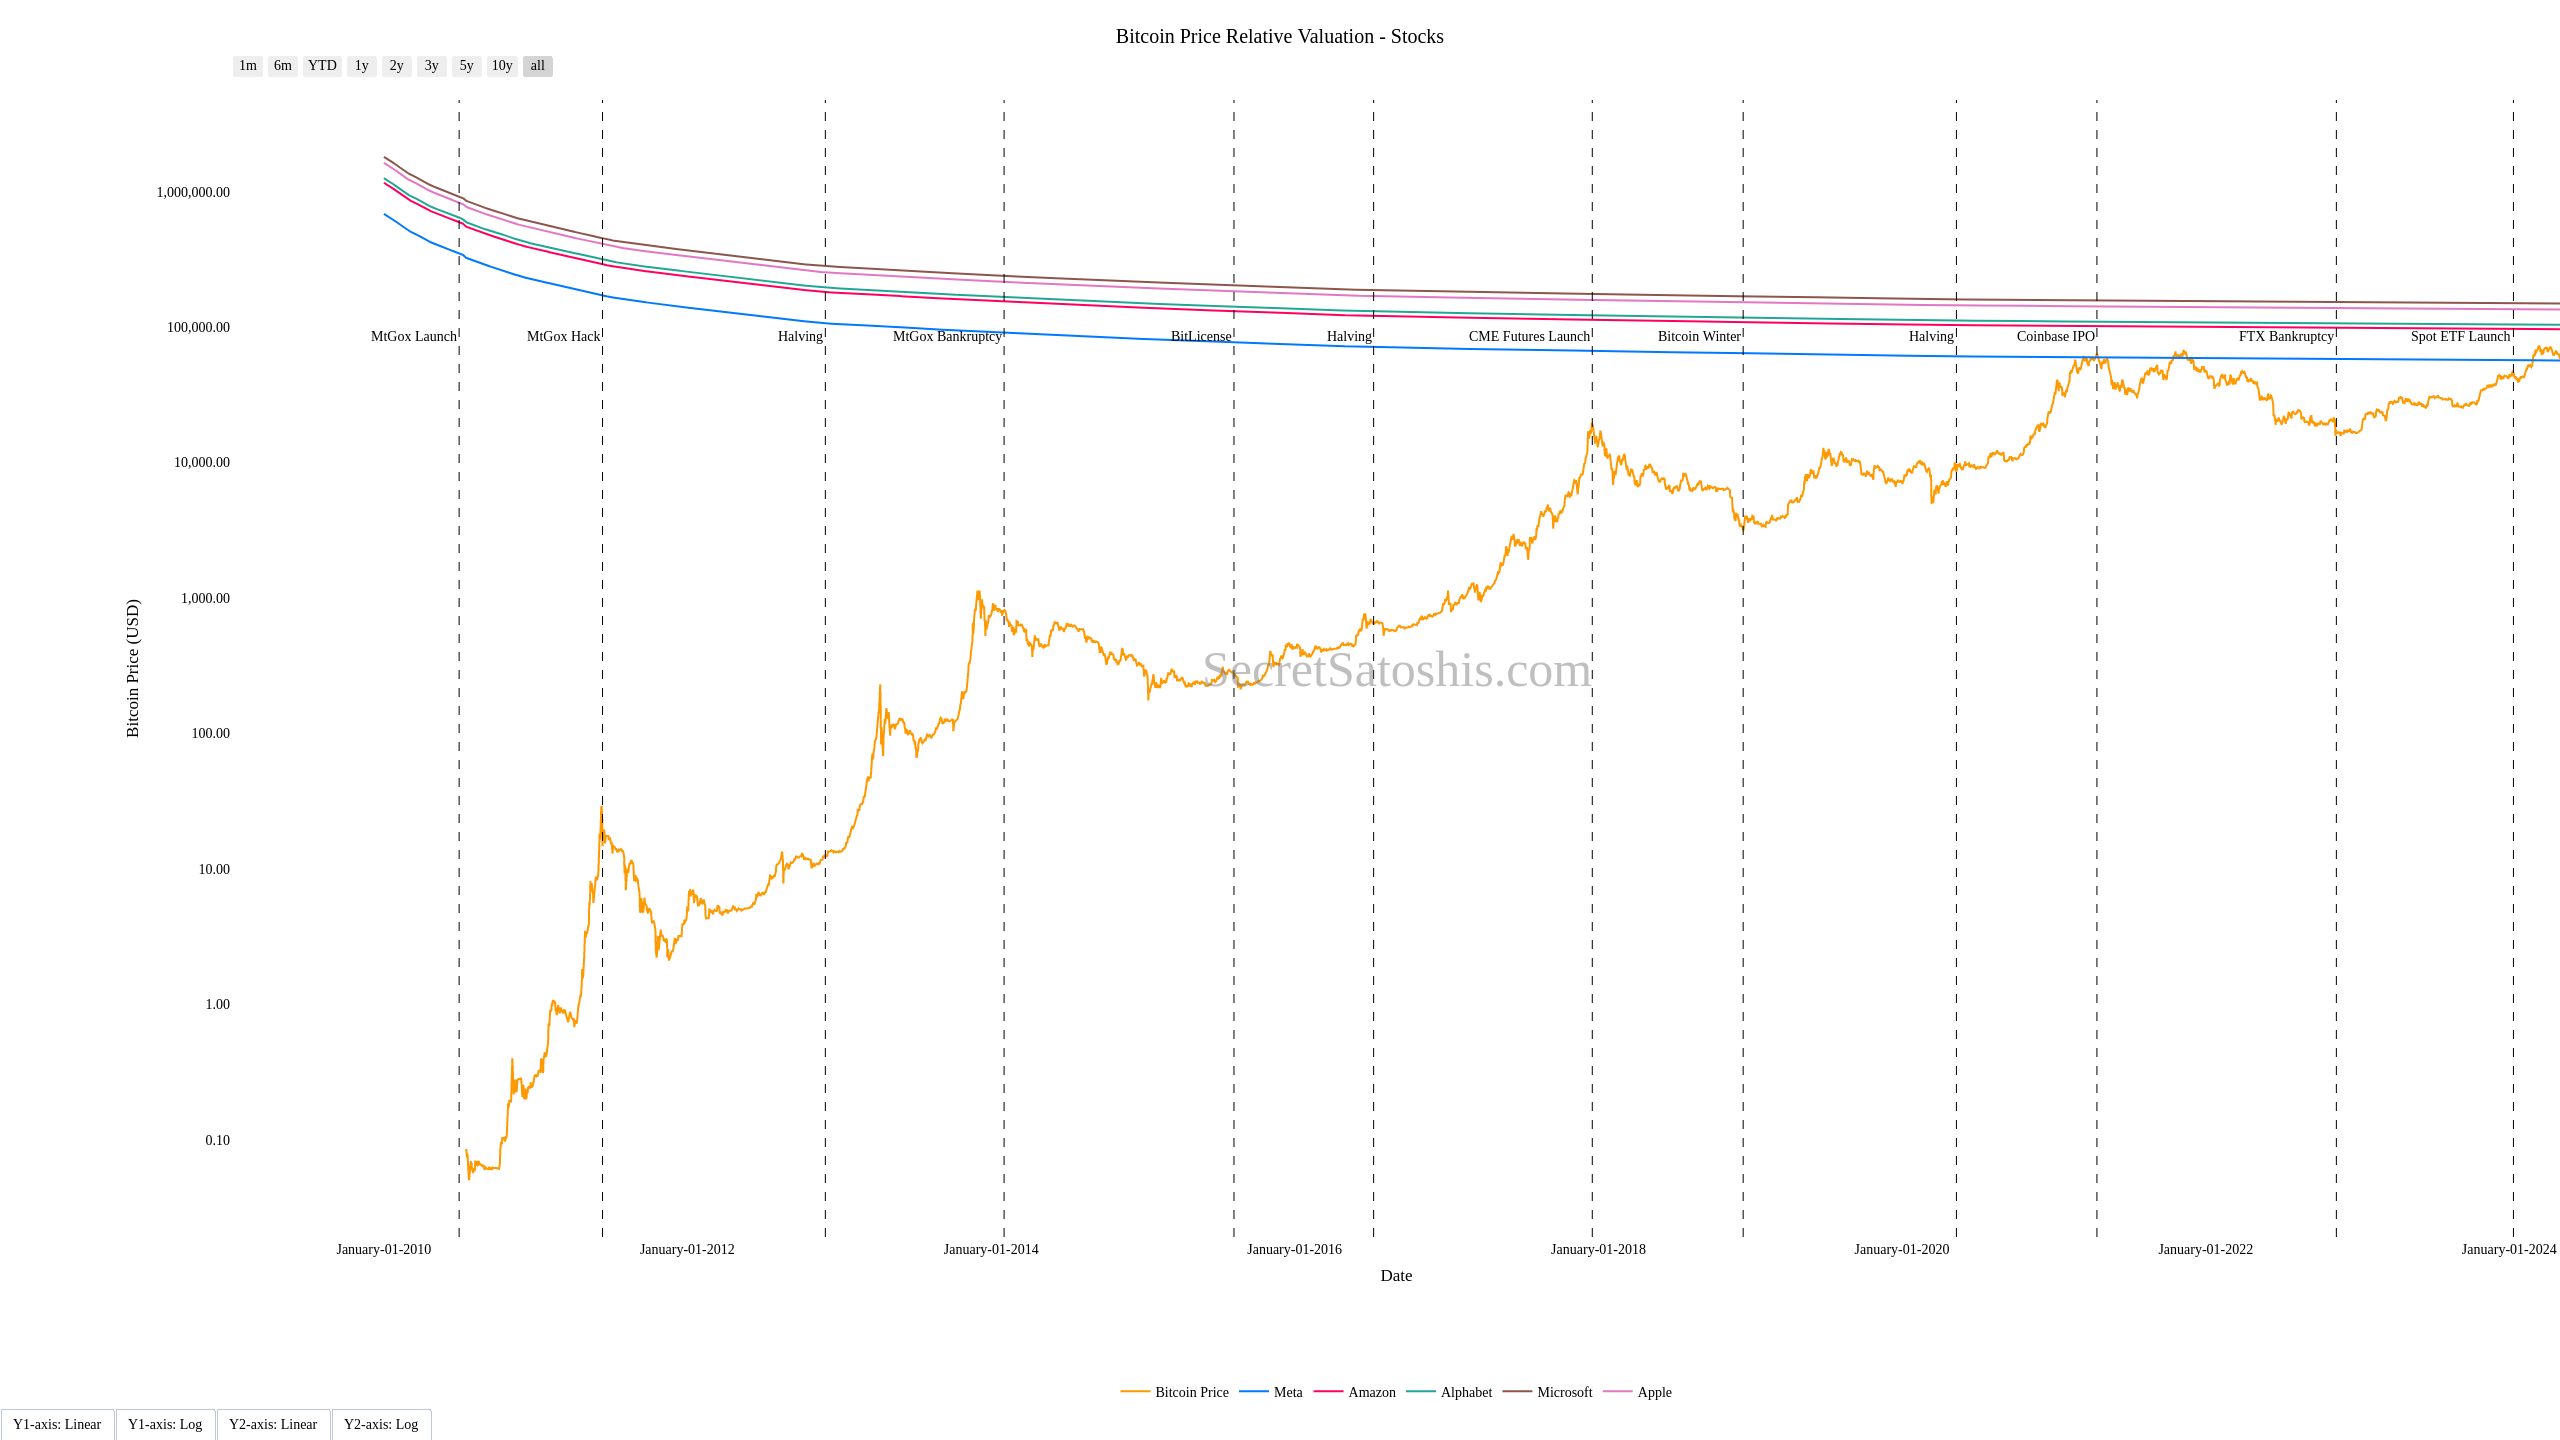 Bitcoin Price Relative Valuation - Stocks
1m 6m YTD 1y 2y 3y 5y 10y all
1,000,000.00
100,000.00
MtGox Launch MtGox Hack Halving MtGox Bankruptcy BitLicense Halving CME Futures Launch Bitcoin Winter Halving Coinbase IPO FTX Bankruptcy Spot ETF Launch
10,000.00
1,000.00
Bitcoin Price (USD)
SecretSatoshis.com
100.00
10.00
1.00
0.10
January-01-2010 January-01-2012 January-01-2014 January-01-2016 January-01-2018 January-01-2020 January-01-2022 January-01-2024
Date
Bitcoin Price Meta Amazon Alphabet Microsoft Apple
Y1-axis: Linear Y1-axis: Log Y2-axis: Linear Y2-axis: Log